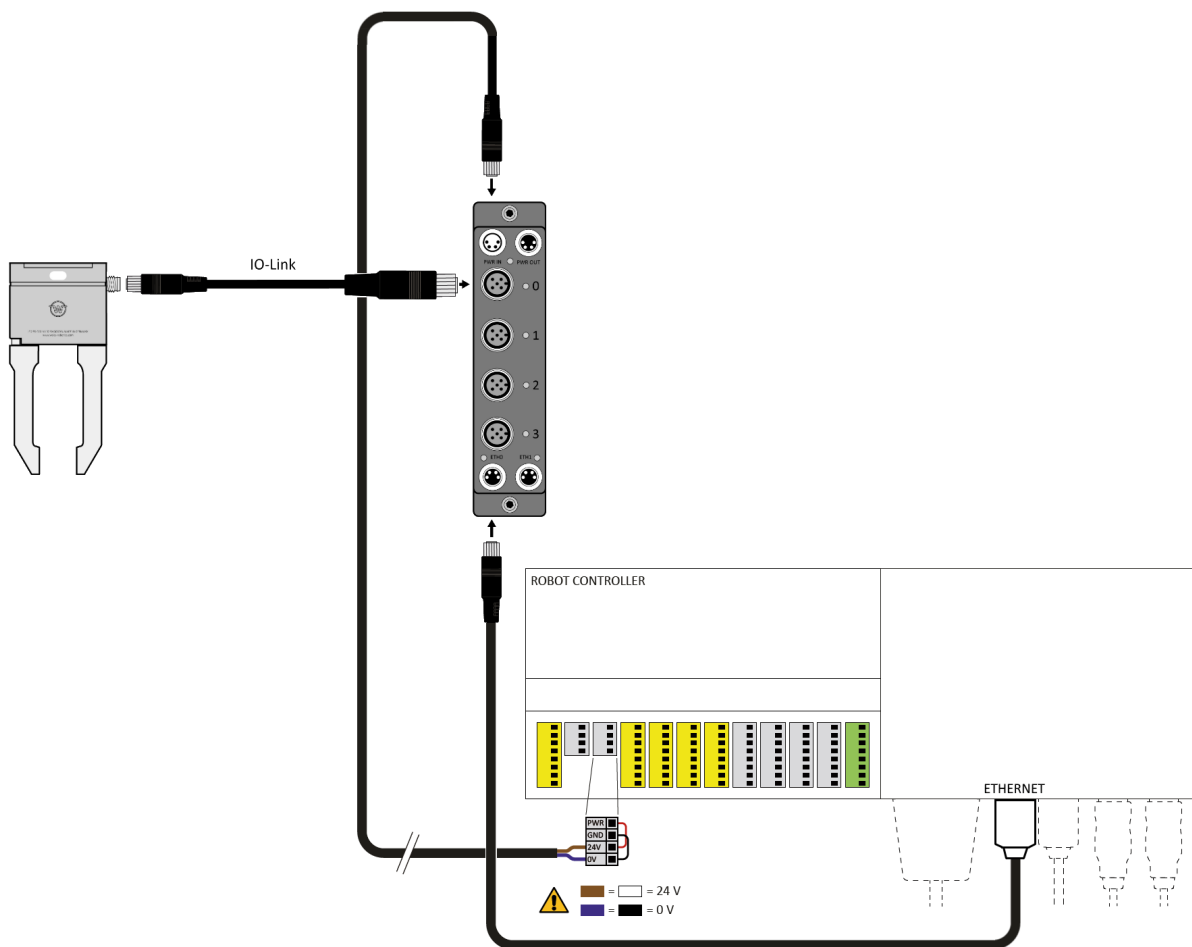 IO-Link
PWR IN
PWR OUT
0
1
2
3
ETH0
ETH1
ROBOT CONTROLLER
ETHERNET
PWR
GND
24V
0V
= = 24 V
= = 0 V